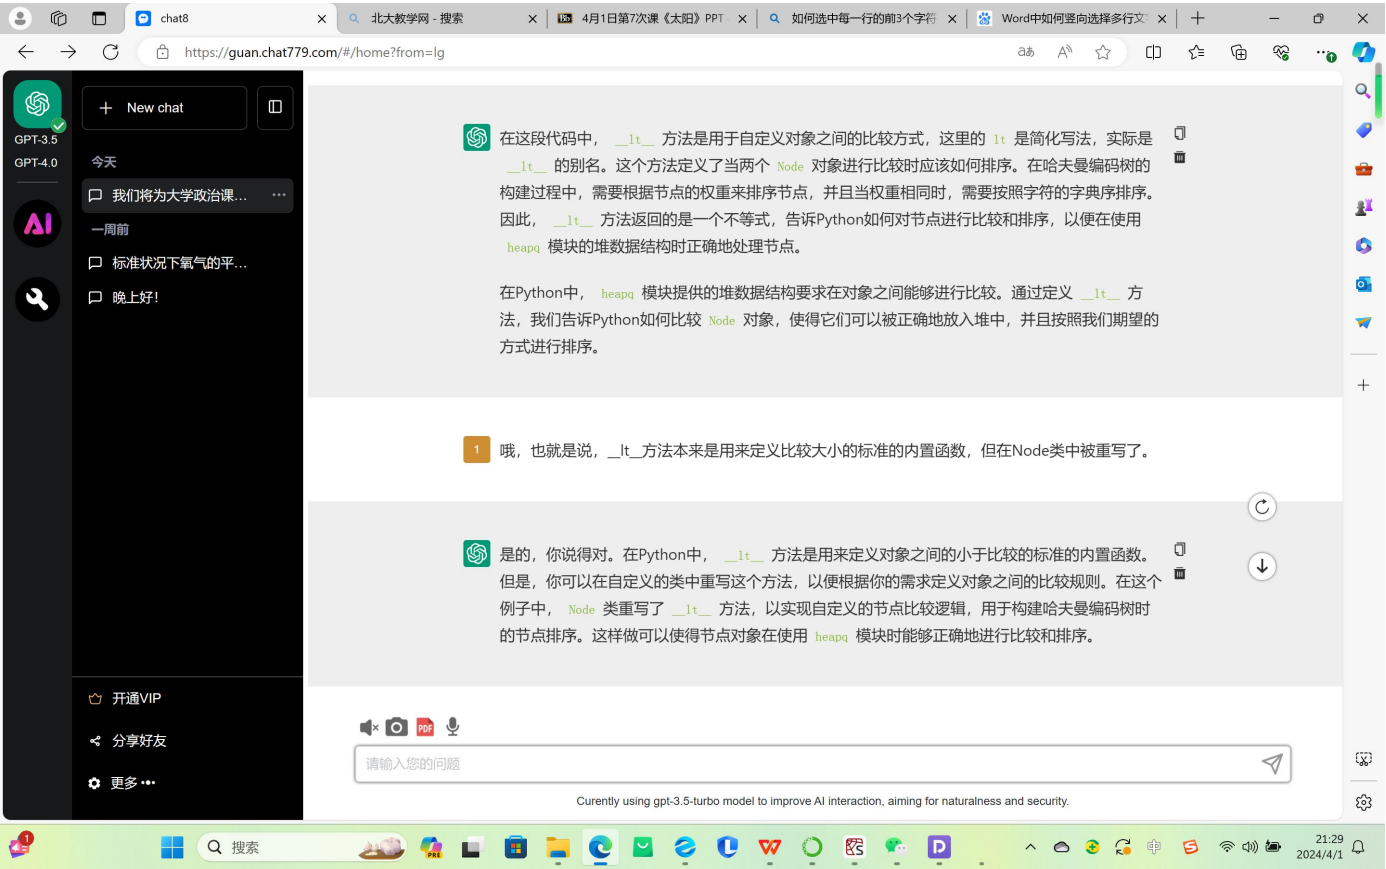 chat8
北大教学网 - 搜索
4月1日第7次课《太阳》PPT
如何选中每一行的前3个字符
Word中如何竖向选择多行文字
https://guan.chat779.com/#/home?from=lg
GPT-3.5
GPT-4.0
New chat
今天
我们将为大学政治课...
一周前
标准状况下氧气的平...
晚上好！
开通VIP
分享好友
更多
在这段代码中， __lt__ 方法是用于自定义对象之间的比较方式，这里的 lt 是简化写法，实际是
__lt__ 的别名。这个方法定义了当两个 Node 对象进行比较时应该如何排序。在哈夫曼编码树的
构建过程中，需要根据节点的权重来排序节点，并且当权重相同时，需要按照字符的字典序排序。
因此， __lt__ 方法返回的是一个不等式，告诉Python如何对节点进行比较和排序，以便在使用
heapq 模块的堆数据结构时正确地处理节点。
在Python中， heapq 模块提供的堆数据结构要求在对象之间能够进行比较。通过定义 __lt__ 方
法，我们告诉Python如何比较 Node 对象，使得它们可以被正确地放入堆中，并且按照我们期望的
方式进行排序。
1
哦，也就是说，__lt__方法本来是用来定义比较大小的标准的内置函数，但在Node类中被重写了。
是的，你说得对。在Python中， __lt__ 方法是用来定义对象之间的小于比较的标准的内置函数。
但是，你可以在自定义的类中重写这个方法，以便根据你的需求定义对象之间的比较规则。在这个
例子中， Node 类重写了 __lt__ 方法，以实现自定义的节点比较逻辑，用于构建哈夫曼编码树时
的节点排序。这样做可以使得节点对象在使用 heapq 模块时能够正确地进行比较和排序。
PDF
请输入您的问题
Curently using gpt-3.5-turbo model to improve AI interaction, aiming for naturalness and security.
1
搜索
PRE
中
21:29
2024/4/1